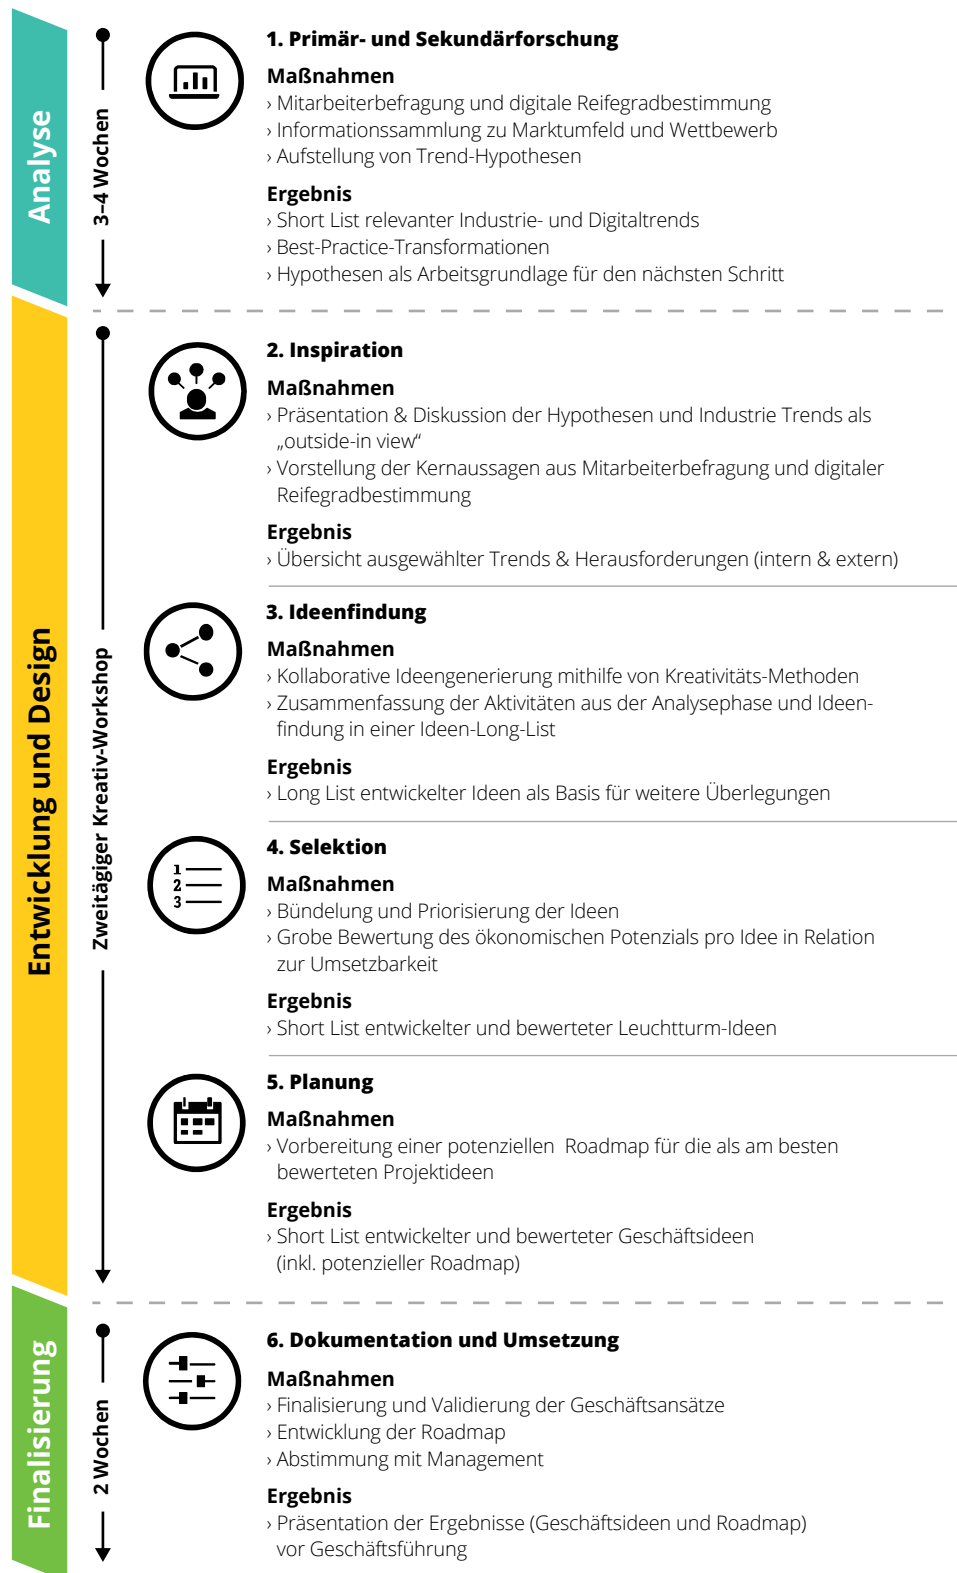 Analyse
3–4 Wochen
1. Primär- und Sekundärforschung
Maßnahmen
› Mitarbeiterbefragung und digitale Reifegradbestimmung
› Informationssammlung zu Marktumfeld und Wettbewerb
› Aufstellung von Trend-Hypothesen
Ergebnis
› Short List relevanter Industrie- und Digitaltrends
› Best-Practice-Transformationen
› Hypothesen als Arbeitsgrundlage für den nächsten Schritt
Entwicklung und Design
Zweitägiger Kreativ-Workshop
2. Inspiration
Maßnahmen
› Präsentation & Diskussion der Hypothesen und Industrie Trends als
„outside-in view“
› Vorstellung der Kernaussagen aus Mitarbeiterbefragung und digitaler
Reifegradbestimmung
Ergebnis
› Übersicht ausgewählter Trends & Herausforderungen (intern & extern)
3. Ideenfindung
Maßnahmen
› Kollaborative Ideengenerierung mithilfe von Kreativitäts-Methoden
› Zusammenfassung der Aktivitäten aus der Analysephase und Ideen-
findung in einer Ideen-Long-List
Ergebnis
› Long List entwickelter Ideen als Basis für weitere Überlegungen
1
2
3
4. Selektion
Maßnahmen
› Bündelung und Priorisierung der Ideen
› Grobe Bewertung des ökonomischen Potenzials pro Idee in Relation
zur Umsetzbarkeit
Ergebnis
› Short List entwickelter und bewerteter Leuchtturm-Ideen
5. Planung
Maßnahmen
› Vorbereitung einer potenziellen Roadmap für die als am besten
bewerteten Projektideen
Ergebnis
› Short List entwickelter und bewerteter Geschäftsideen
(inkl. potenzieller Roadmap)
Finalisierung
2 Wochen
6. Dokumentation und Umsetzung
Maßnahmen
› Finalisierung und Validierung der Geschäftsansätze
› Entwicklung der Roadmap
› Abstimmung mit Management
Ergebnis
› Präsentation der Ergebnisse (Geschäftsideen und Roadmap)
vor Geschäftsführung